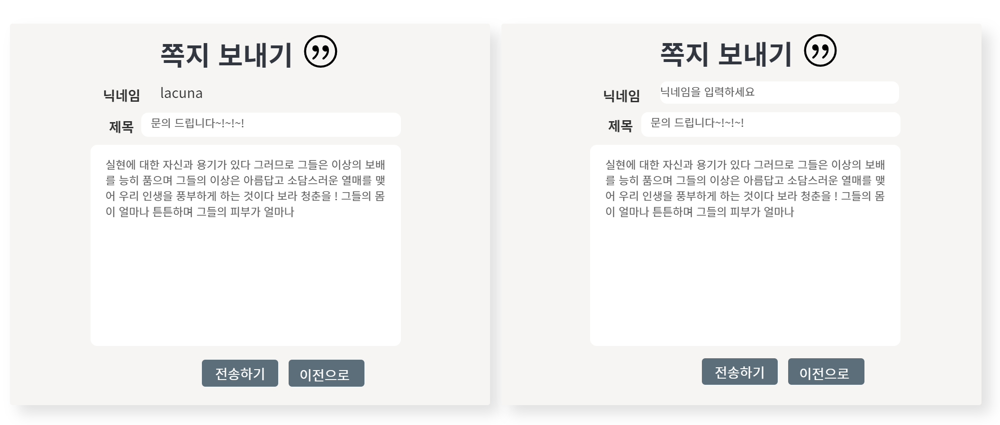 쪽지 보내기
닉네임 lacuna
제목 문의 드립니다~!~!~!
실현에 대한 자신과 용기가 있다 그러므로 그들은 이상의 보배
를 능히 품으며 그들의 이상은 아름답고 소담스러운 열매를 맺
어 우리 인생을 풍부하게 하는 것이다 보라 청춘을 ! 그들의 몸
이 얼마나 튼튼하며 그들의 피부가 얼마나
전송하기 이전으로
쪽지 보내기
닉네임 닉네임을 입력하세요
제목 문의 드립니다~!~!~!
실현에 대한 자신과 용기가 있다 그러므로 그들은 이상의 보배
를 능히 품으며 그들의 이상은 아름답고 소담스러운 열매를 맺
어 우리 인생을 풍부하게 하는 것이다 보라 청춘을 ! 그들의 몸
이 얼마나 튼튼하며 그들의 피부가 얼마나
전송하기 이전으로